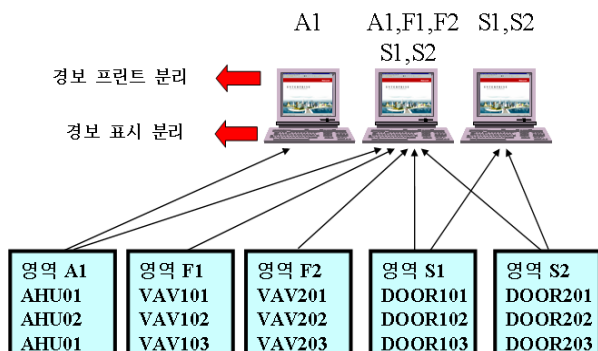 A1
A1,F1,F2
S1,S2
S1,S2
경보 프린트 분리
경보 표시 분리
영역 A1
AHU01
AHU02
AHU01
영역 F1
VAV101
VAV102
VAV103
영역 F2
VAV201
VAV202
VAV203
영역 S1
DOOR101
DOOR102
DOOR103
영역 S2
DOOR201
DOOR202
DOOR203